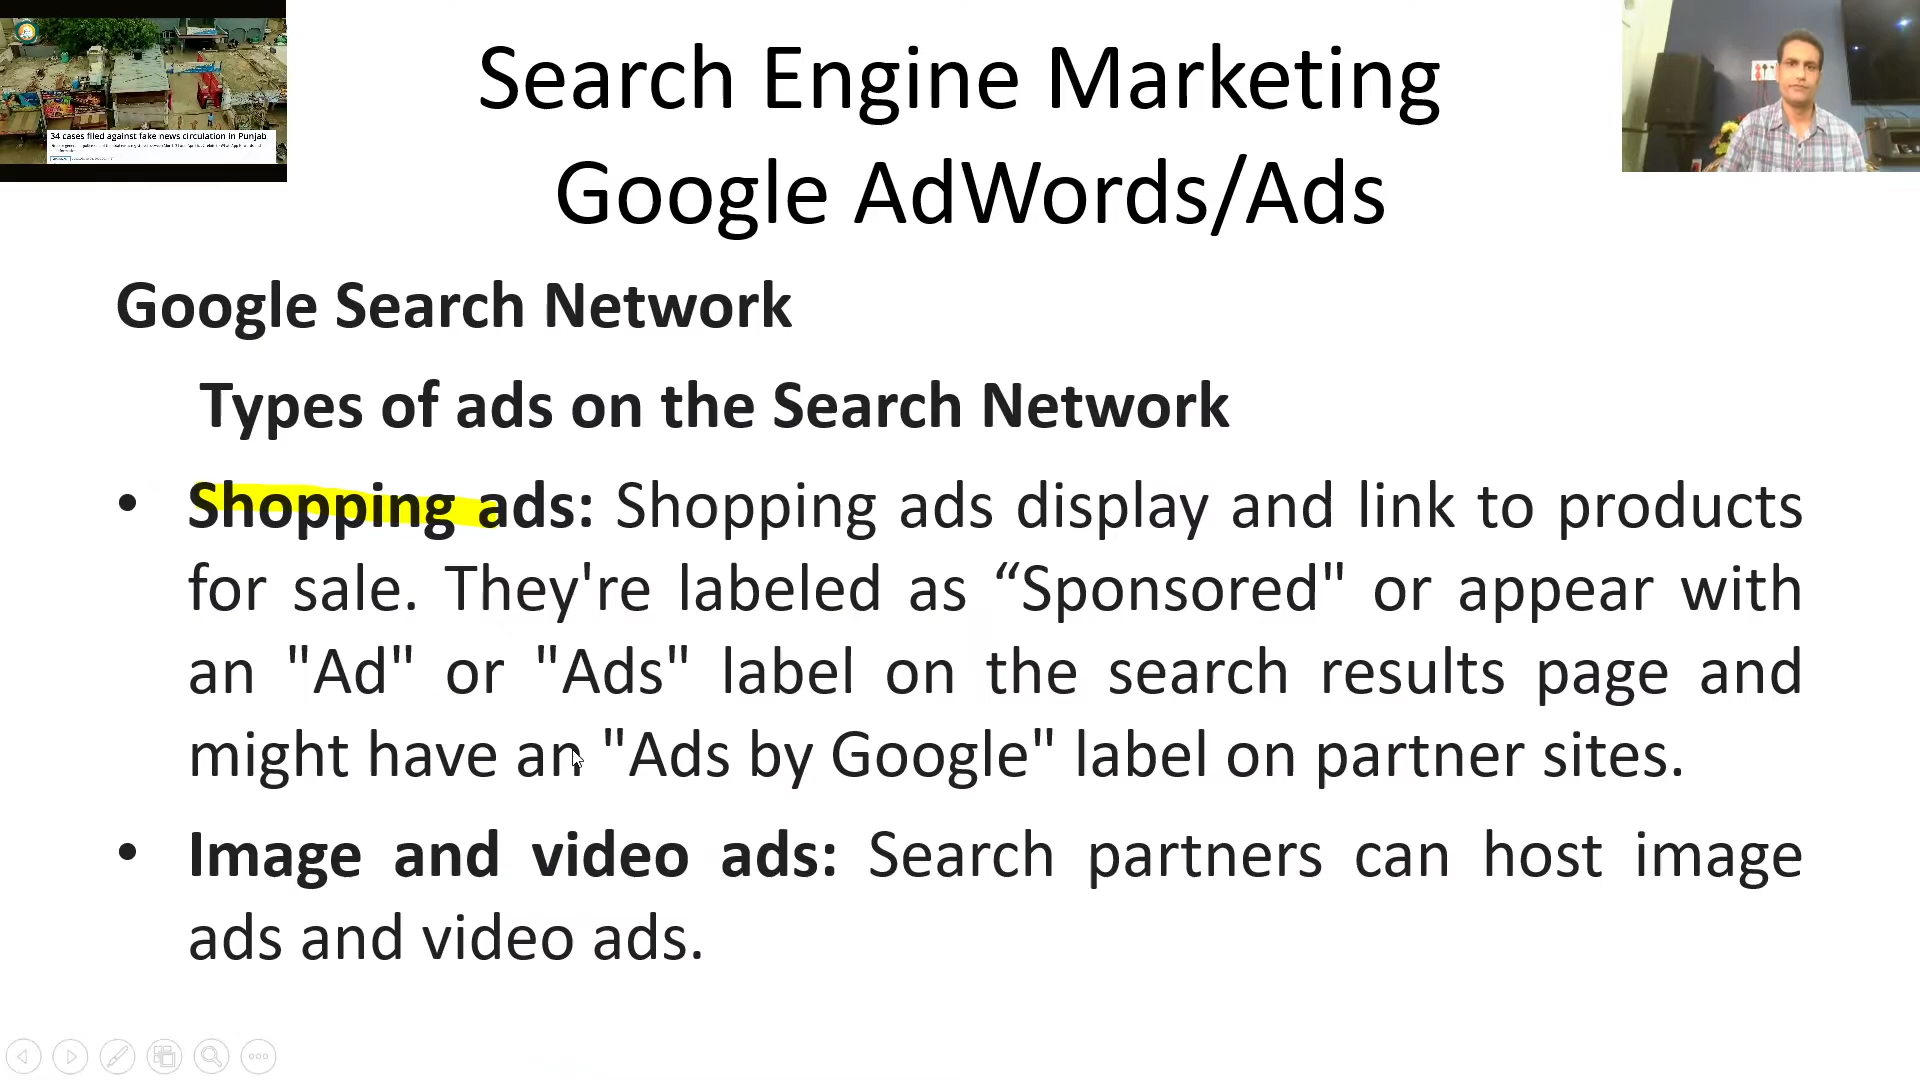 34 cases filed against fake news circulation in Punjab
Search Engine Marketing
Google AdWords/Ads
Google Search Network
Types of ads on the Search Network
• Shopping ads: Shopping ads display and link to products
for sale. They're labeled as “Sponsored" or appear with
an "Ad" or "Ads" label on the search results page and
might have an "Ads by Google" label on partner sites.
• Image and video ads: Search partners can host image
ads and video ads.